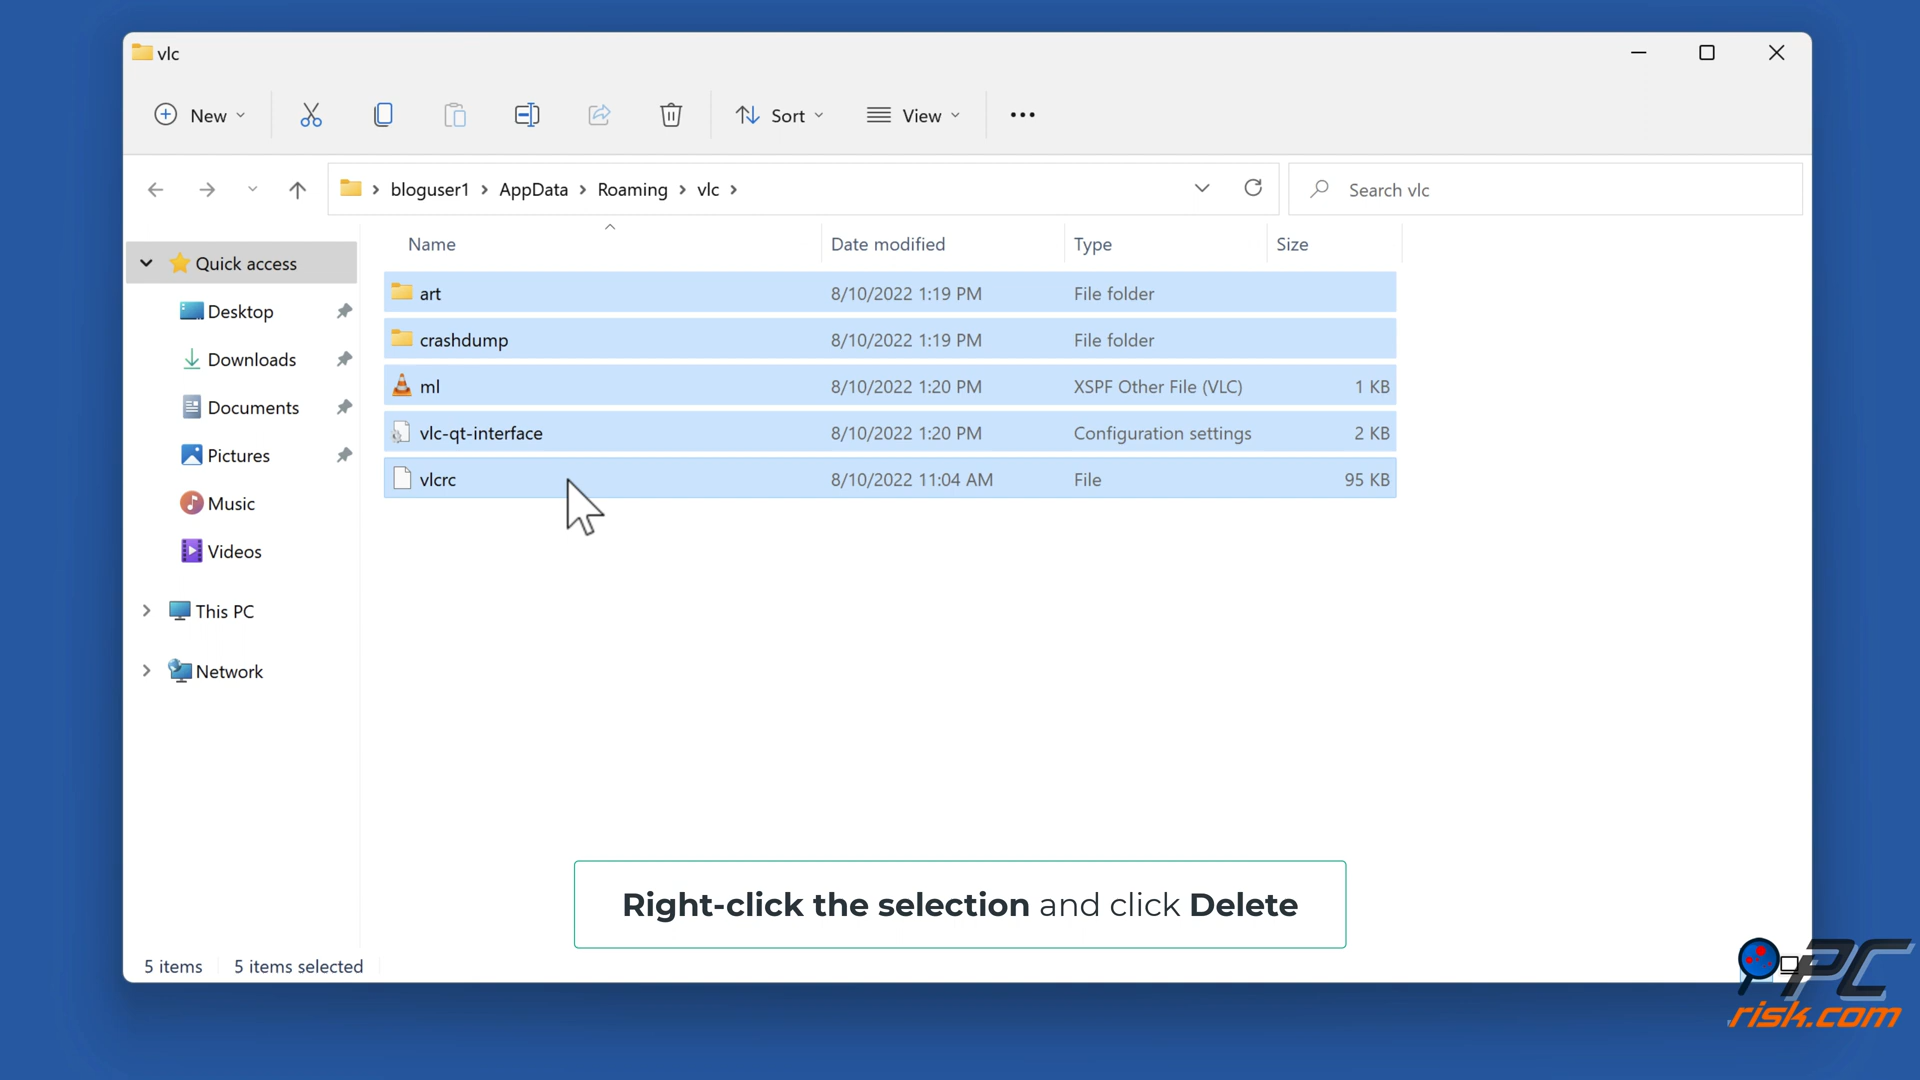 vlc
New
Sort
View
bloguser1 AppData Roaming vlc
Search vlc
Name Date modified Type Size
Quick access
Desktop
Downloads
Documents
Pictures
Music
Videos
This PC
Network
art 8/10/2022 1:19 PM File folder
crashdump 8/10/2022 1:19 PM File folder
ml 8/10/2022 1:20 PM XSPF Other File (VLC) 1 KB
vlc-qt-interface 8/10/2022 1:20 PM Configuration settings 2 KB
vlcrc 8/10/2022 11:04 AM File 95 KB
Right-click the selection and click Delete
5 items 5 items selected
PC
risk.com